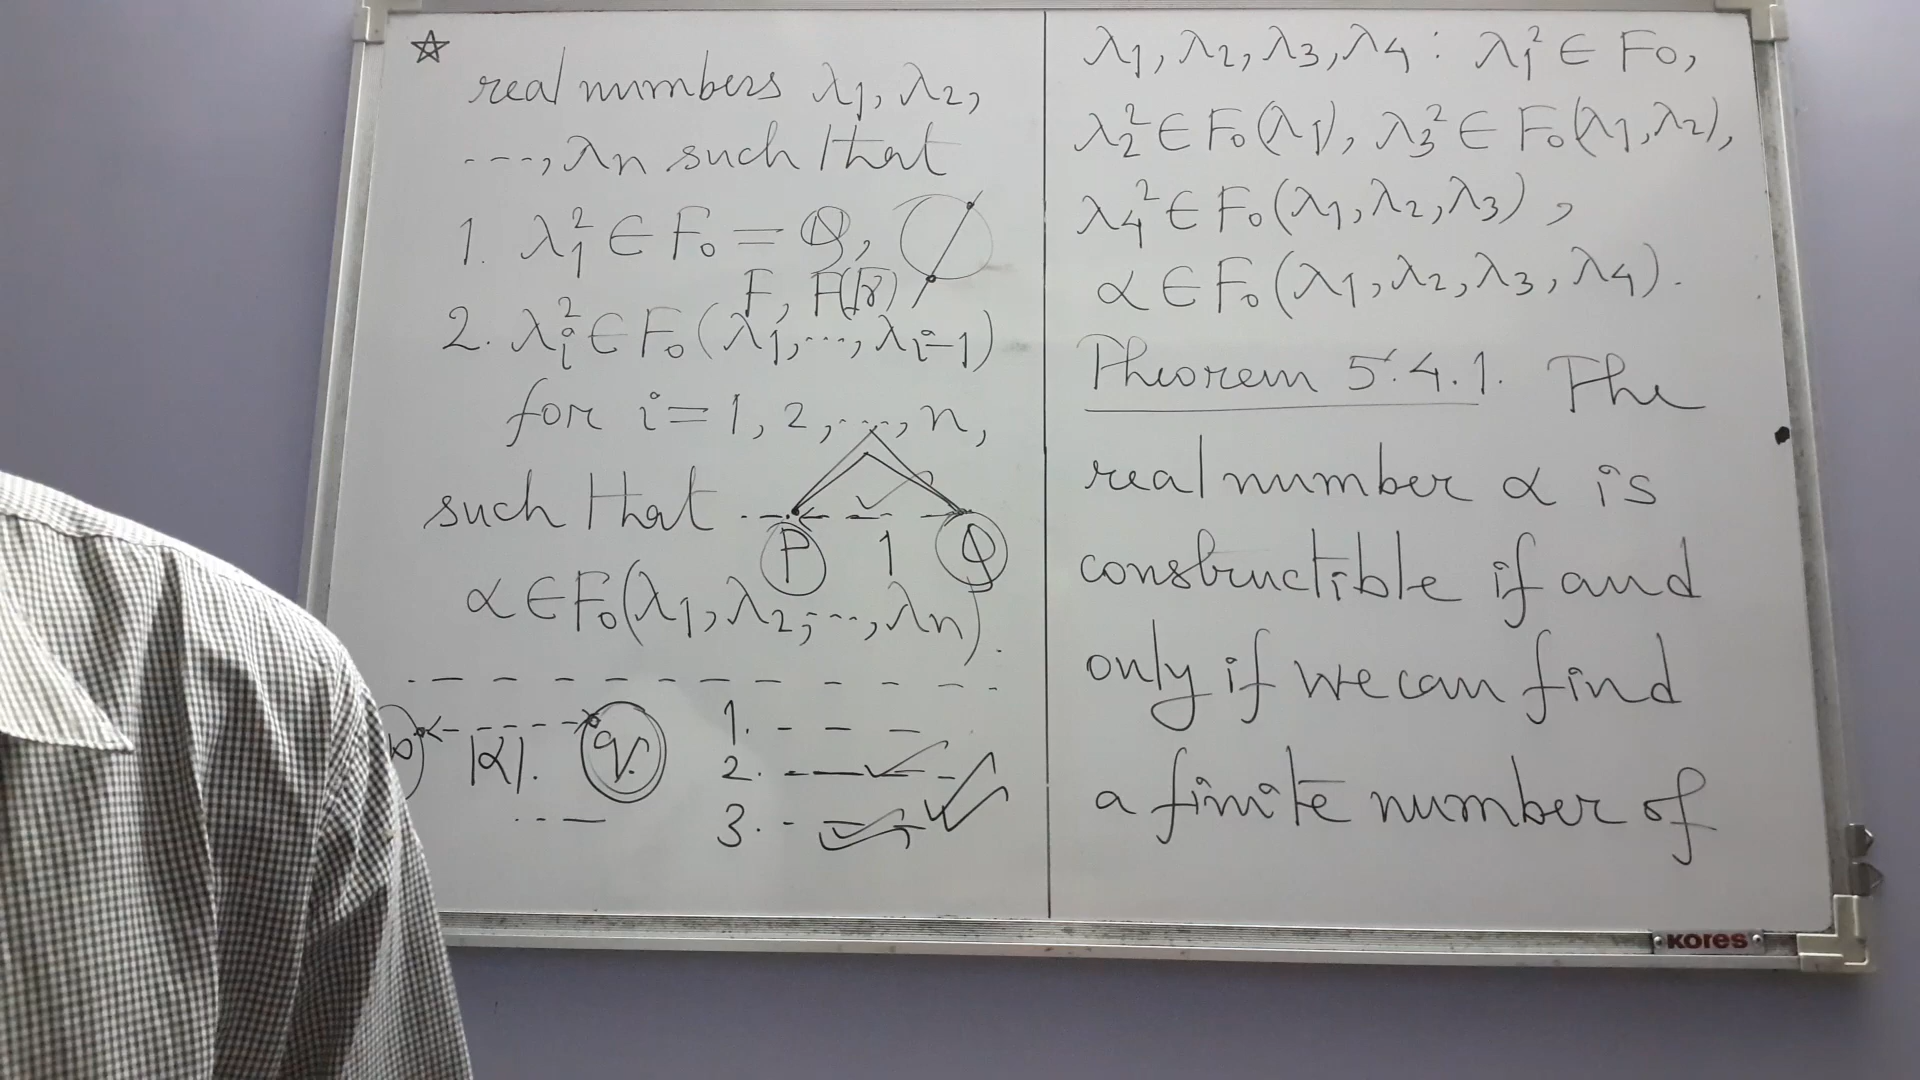 ☆
real numbers λ1, λ2,
---, λn such that
1. λ1² ∈ F0 = Q,
F, F(√γ)
2. λi² ∈ F0(λ1, ..., λi-1)
for i = 1, 2, ..., n,
such that
P 1 Q
α ∈ F0(λ1, λ2, ..., λn).
|α|. q.
1. - - -
2. - - -
3. - - -
λ1, λ2, λ3, λ4 : λ1² ∈ F0,
λ2² ∈ F0(λ1), λ3² ∈ F0(λ1, λ2),
λ4² ∈ F0(λ1, λ2, λ3),
α ∈ F0(λ1, λ2, λ3, λ4).
Theorem 5.4.1. The
real number α is
constructible if and
only if we can find
a finite number of
KORES